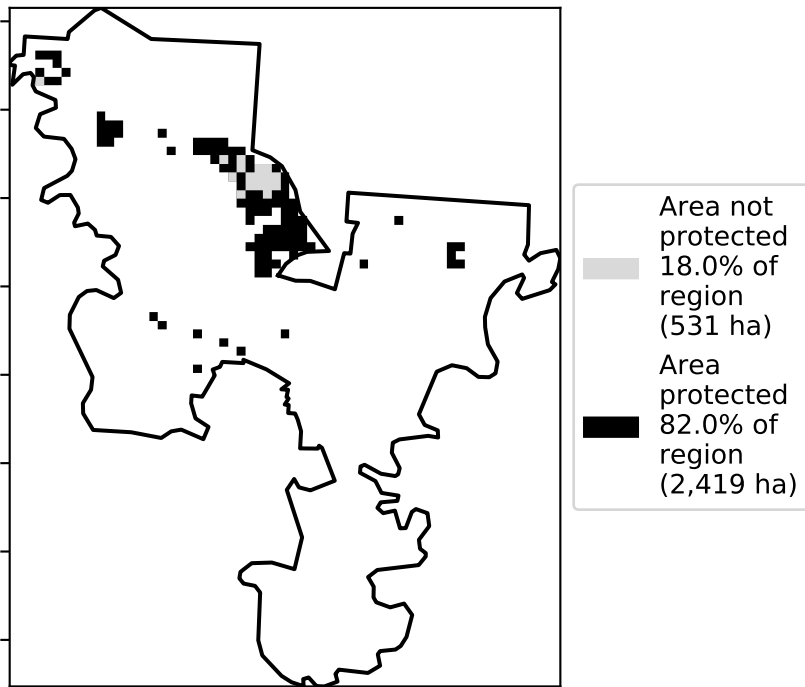 Area not
protected
18.0% of
region
(531 ha)
Area
protected
82.0% of
region
(2,419 ha)